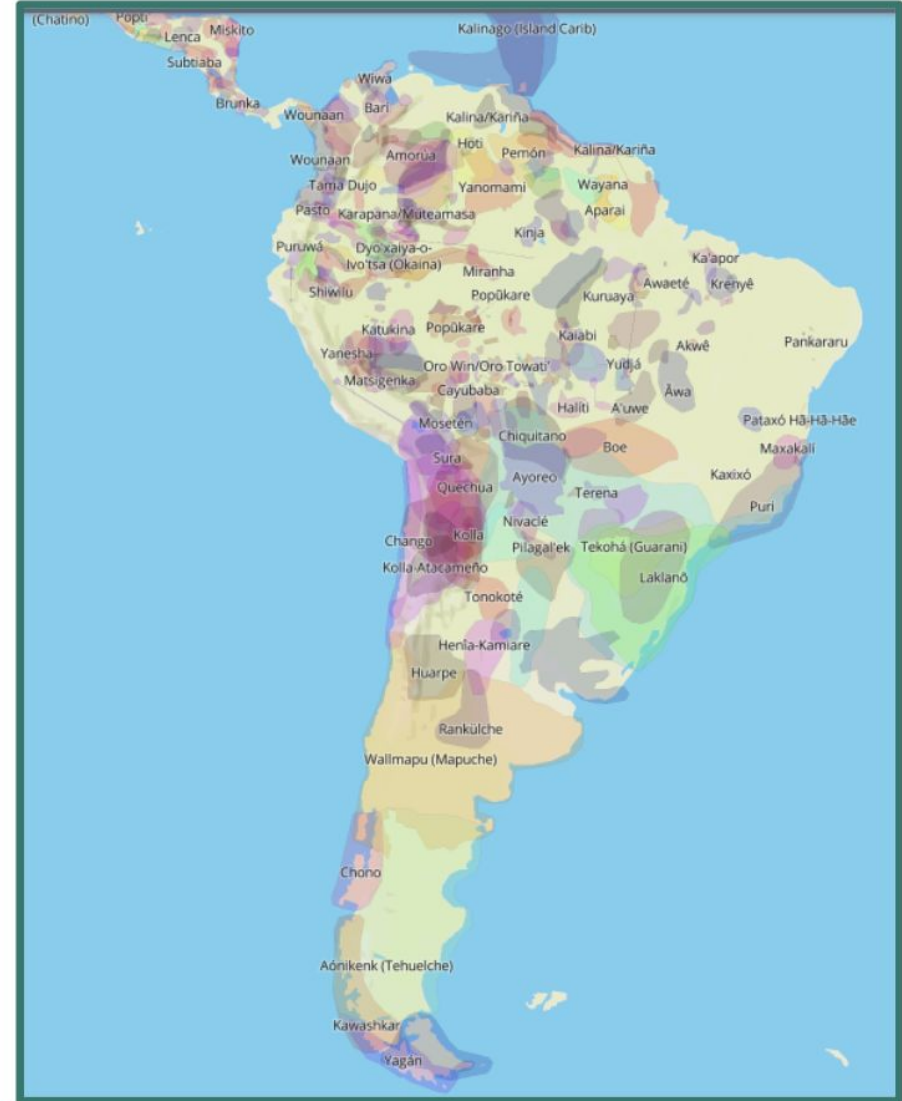 (Chatino)
Popti
Miskito
Lenca
Kalinago (Island Carib)
Subtiaba
Wiwa
Brunka
Bari
Wounaan
Kalina/Kariña
Hoti
Wounaan
Amorúa
Pemón
Kalina/Kariña
Tama Dujo
Yanomami
Wayana
Pasto
Karapana/Muteamasa
Aparai
Kinja
Puruwá
Dyo'xaiya-o-
Ivo'tsa (Okaina)
Ka'apor
Miranha
Awaeté
Krenyê
Shiwilu
Popũkare
Kuruaya
Katukina
Popũkare
Kaiabi
Akwẽ
Pankararu
Yanesha
Oro Win/Oro Towati'
Yudjá
Matsigenka
Cayubaba
Haliti
A'uwe
Ãwa
Mosetén
Chiquitano
Pataxó Hã-Hã-Hãe
Boe
Maxakalí
Sura
Ayoreo
Kaxixó
Quechua
Terena
Puri
Nivaclé
Chango
Kolla
Pilagal'ek
Tekohá (Guarani)
Kolla-Atacameño
Laklanõ
Tonokoté
Henîa-Kamiare
Huarpe
Rankülche
Wallmapu (Mapuche)
Chono
Aónikenk (Tehuelche)
Kawashkar
Yagán